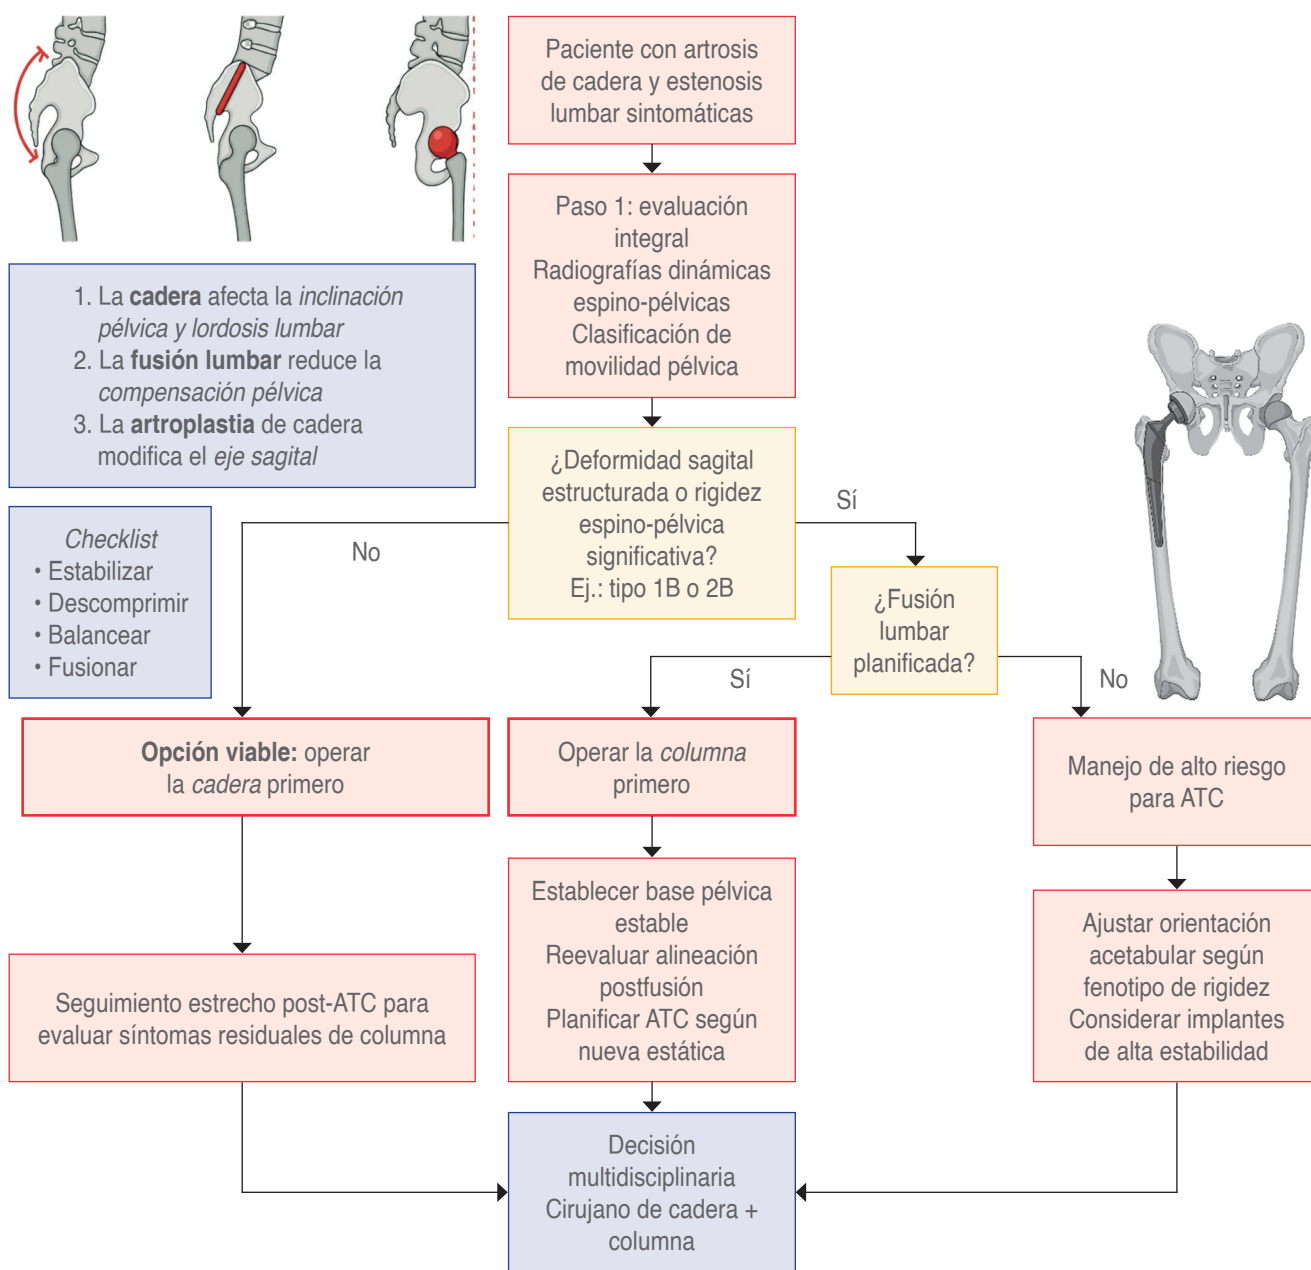 Paciente con artrosis
de cadera y estenosis
lumbar sintomáticas
Paso 1: evaluación
integral
Radiografías dinámicas
espino-pélvicas
Clasificación de
movilidad pélvica
1. La cadera afecta la inclinación
pélvica y lordosis lumbar
2. La fusión lumbar reduce la
compensación pélvica
3. La artroplastia de cadera
modifica el eje sagital
¿Deformidad sagital
estructurada o rigidez
espino-pélvica
significativa?
Ej.: tipo 1B o 2B
No
Sí
Checklist
• Estabilizar
• Descomprimir
• Balancear
• Fusionar
¿Fusión
lumbar
planificada?
Sí
No
Opción viable: operar
la cadera primero
Operar la columna
primero
Manejo de alto riesgo
para ATC
Seguimiento estrecho post-ATC para
evaluar síntomas residuales de columna
Establecer base pélvica
estable
Reevaluar alineación
postfusión
Planificar ATC según
nueva estática
Ajustar orientación
acetabular según
fenotipo de rigidez
Considerar implantes
de alta estabilidad
Decisión
multidisciplinaria
Cirujano de cadera +
columna